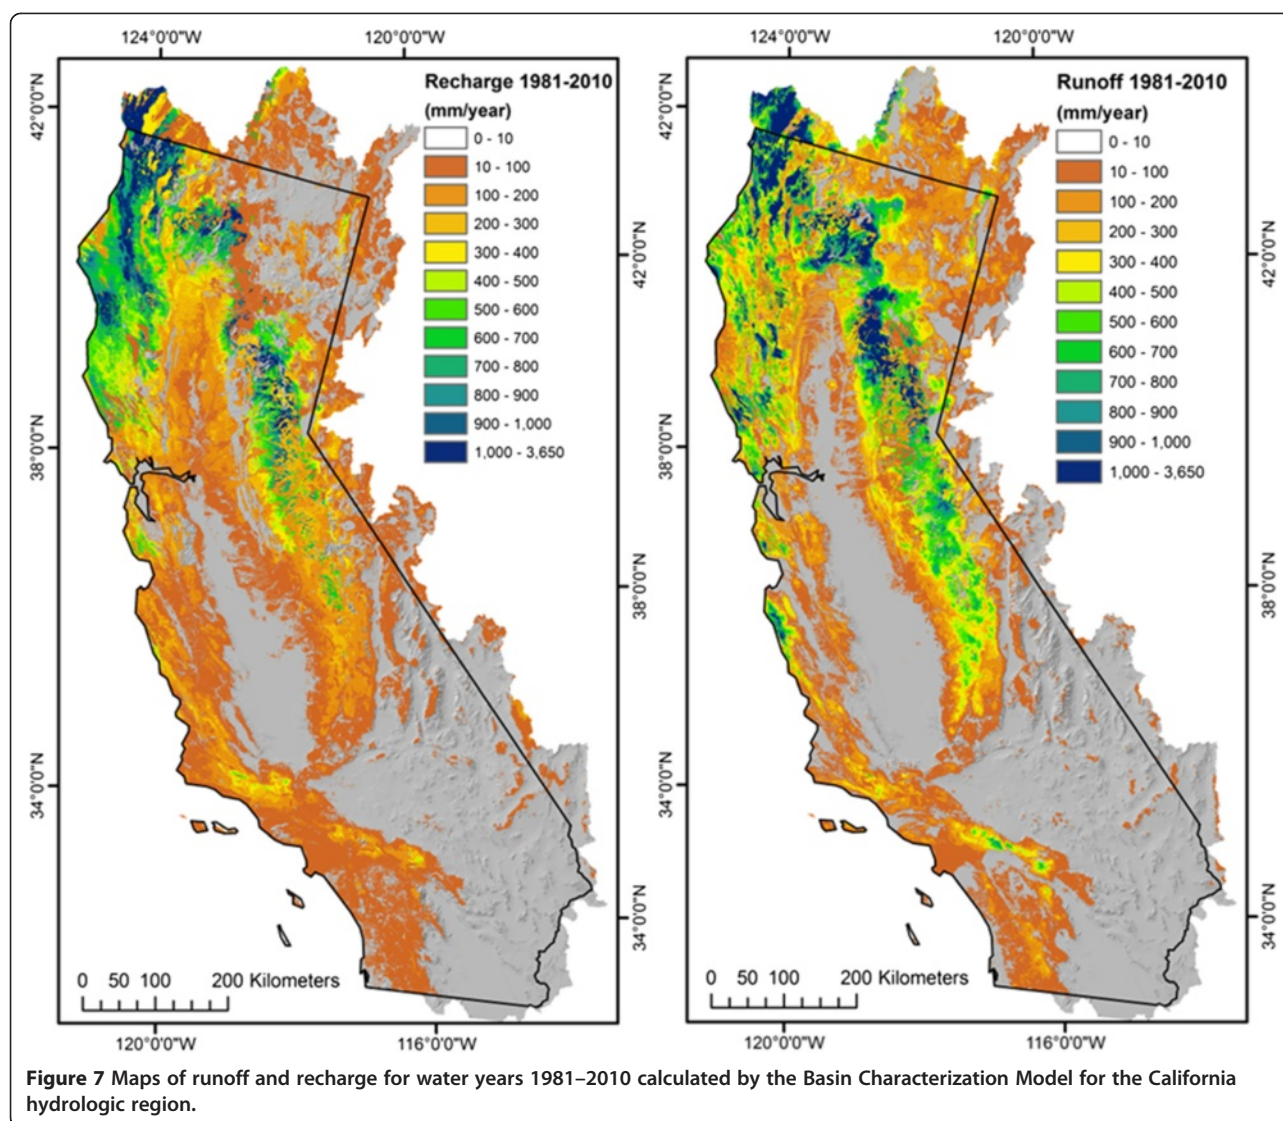 124°0'0"W
120°0'0"W
Recharge 1981-2010
(mm/year)
0 - 10
10 - 100
100 - 200
200 - 300
300 - 400
400 - 500
500 - 600
600 - 700
700 - 800
800 - 900
900 - 1,000
1,000 - 3,650
42°0'0"N
38°0'0"N
34°0'0"N
42°0'0"N
38°0'0"N
34°0'0"N
0 50 100 200 Kilometers
120°0'0"W
116°0'0"W
124°0'0"W
120°0'0"W
Runoff 1981-2010
(mm/year)
0 - 10
10 - 100
100 - 200
200 - 300
300 - 400
400 - 500
500 - 600
600 - 700
700 - 800
800 - 900
900 - 1,000
1,000 - 3,650
42°0'0"N
38°0'0"N
34°0'0"N
42°0'0"N
38°0'0"N
34°0'0"N
0 50 100 200 Kilometers
120°0'0"W
116°0'0"W
Figure 7 Maps of runoff and recharge for water years 1981–2010 calculated by the Basin Characterization Model for the California
hydrologic region.